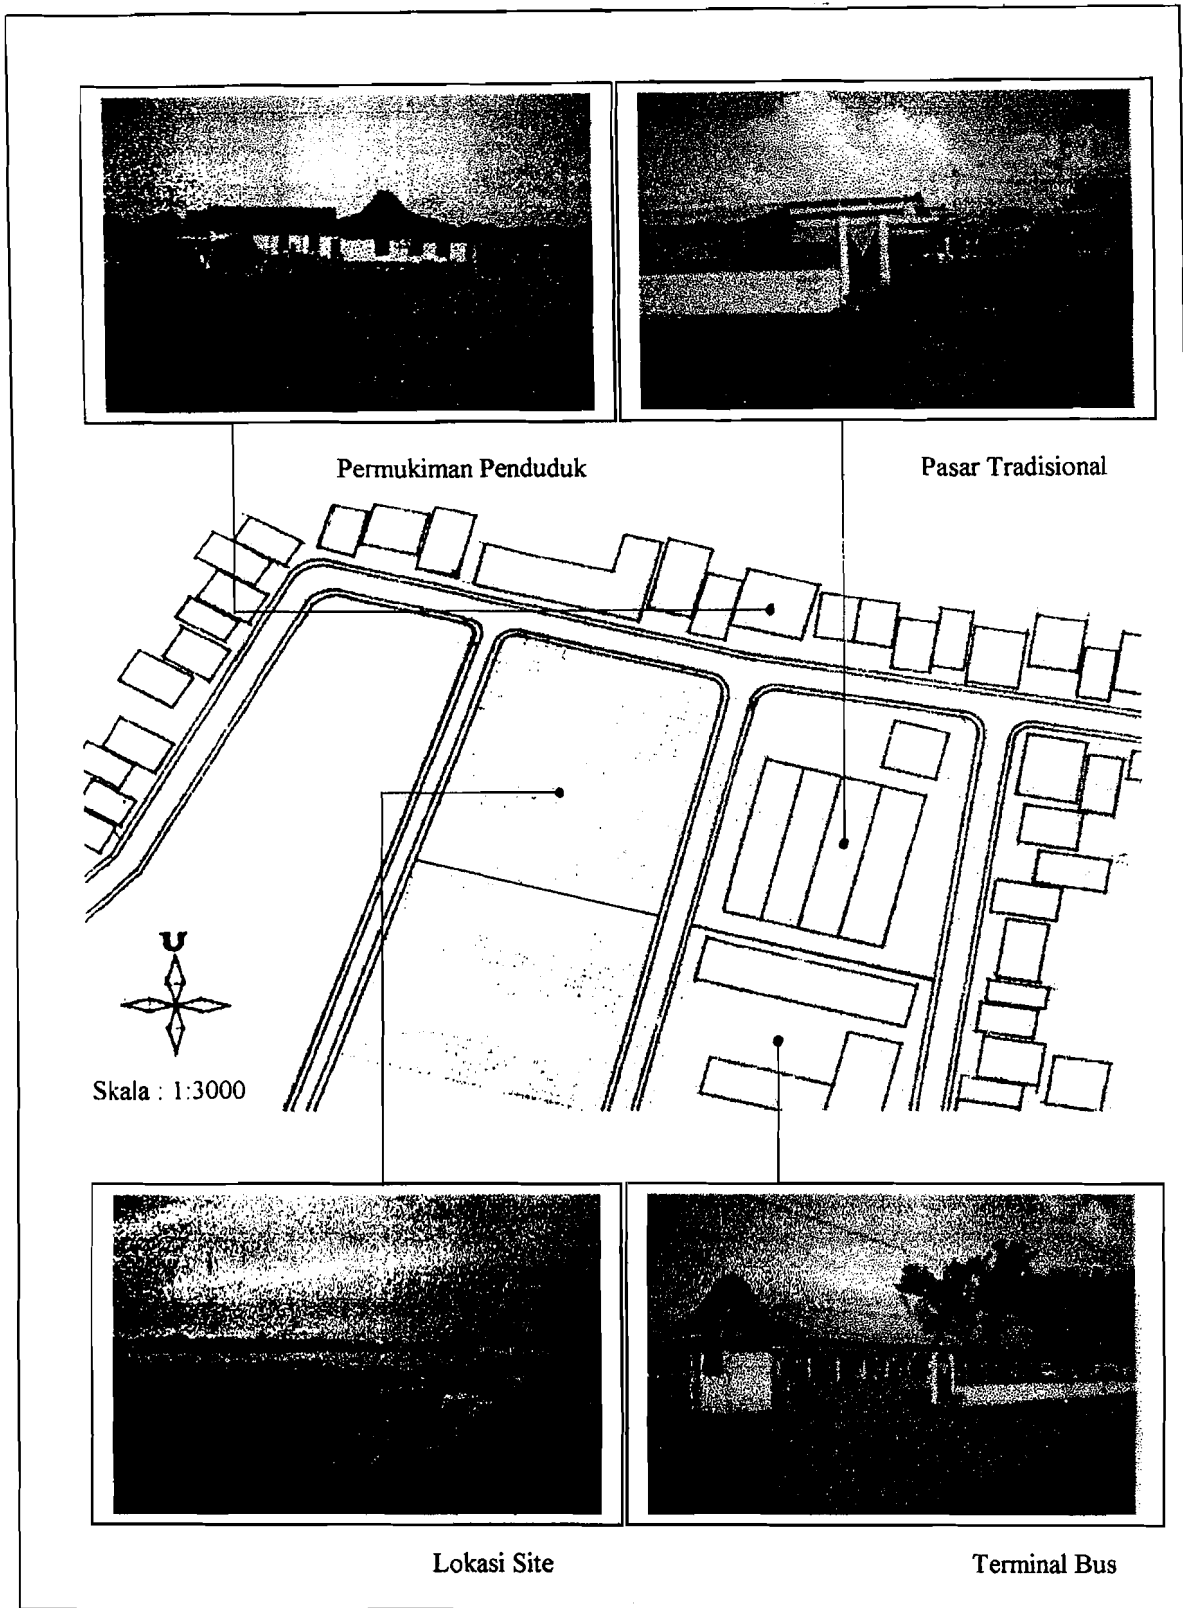 Permukiman Penduduk
Pasar Tradisional
U
Skala : 1:3000
Lokasi Site
Terminal Bus